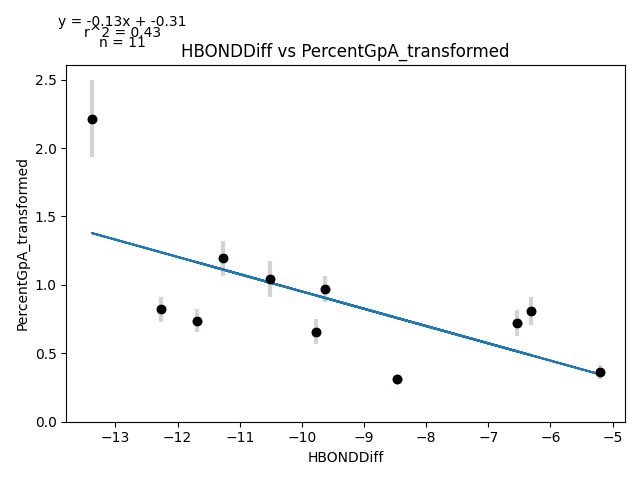 y = -0.13x + -0.31
r^2 = 0.43
n = 11
HBONDDiff vs PercentGpA_transformed
PercentGpA_transformed
2.5
2.0
1.5
1.0
0.5
0.0
−13 −12 −11 −10 −9 −8 −7 −6 −5
HBONDDiff